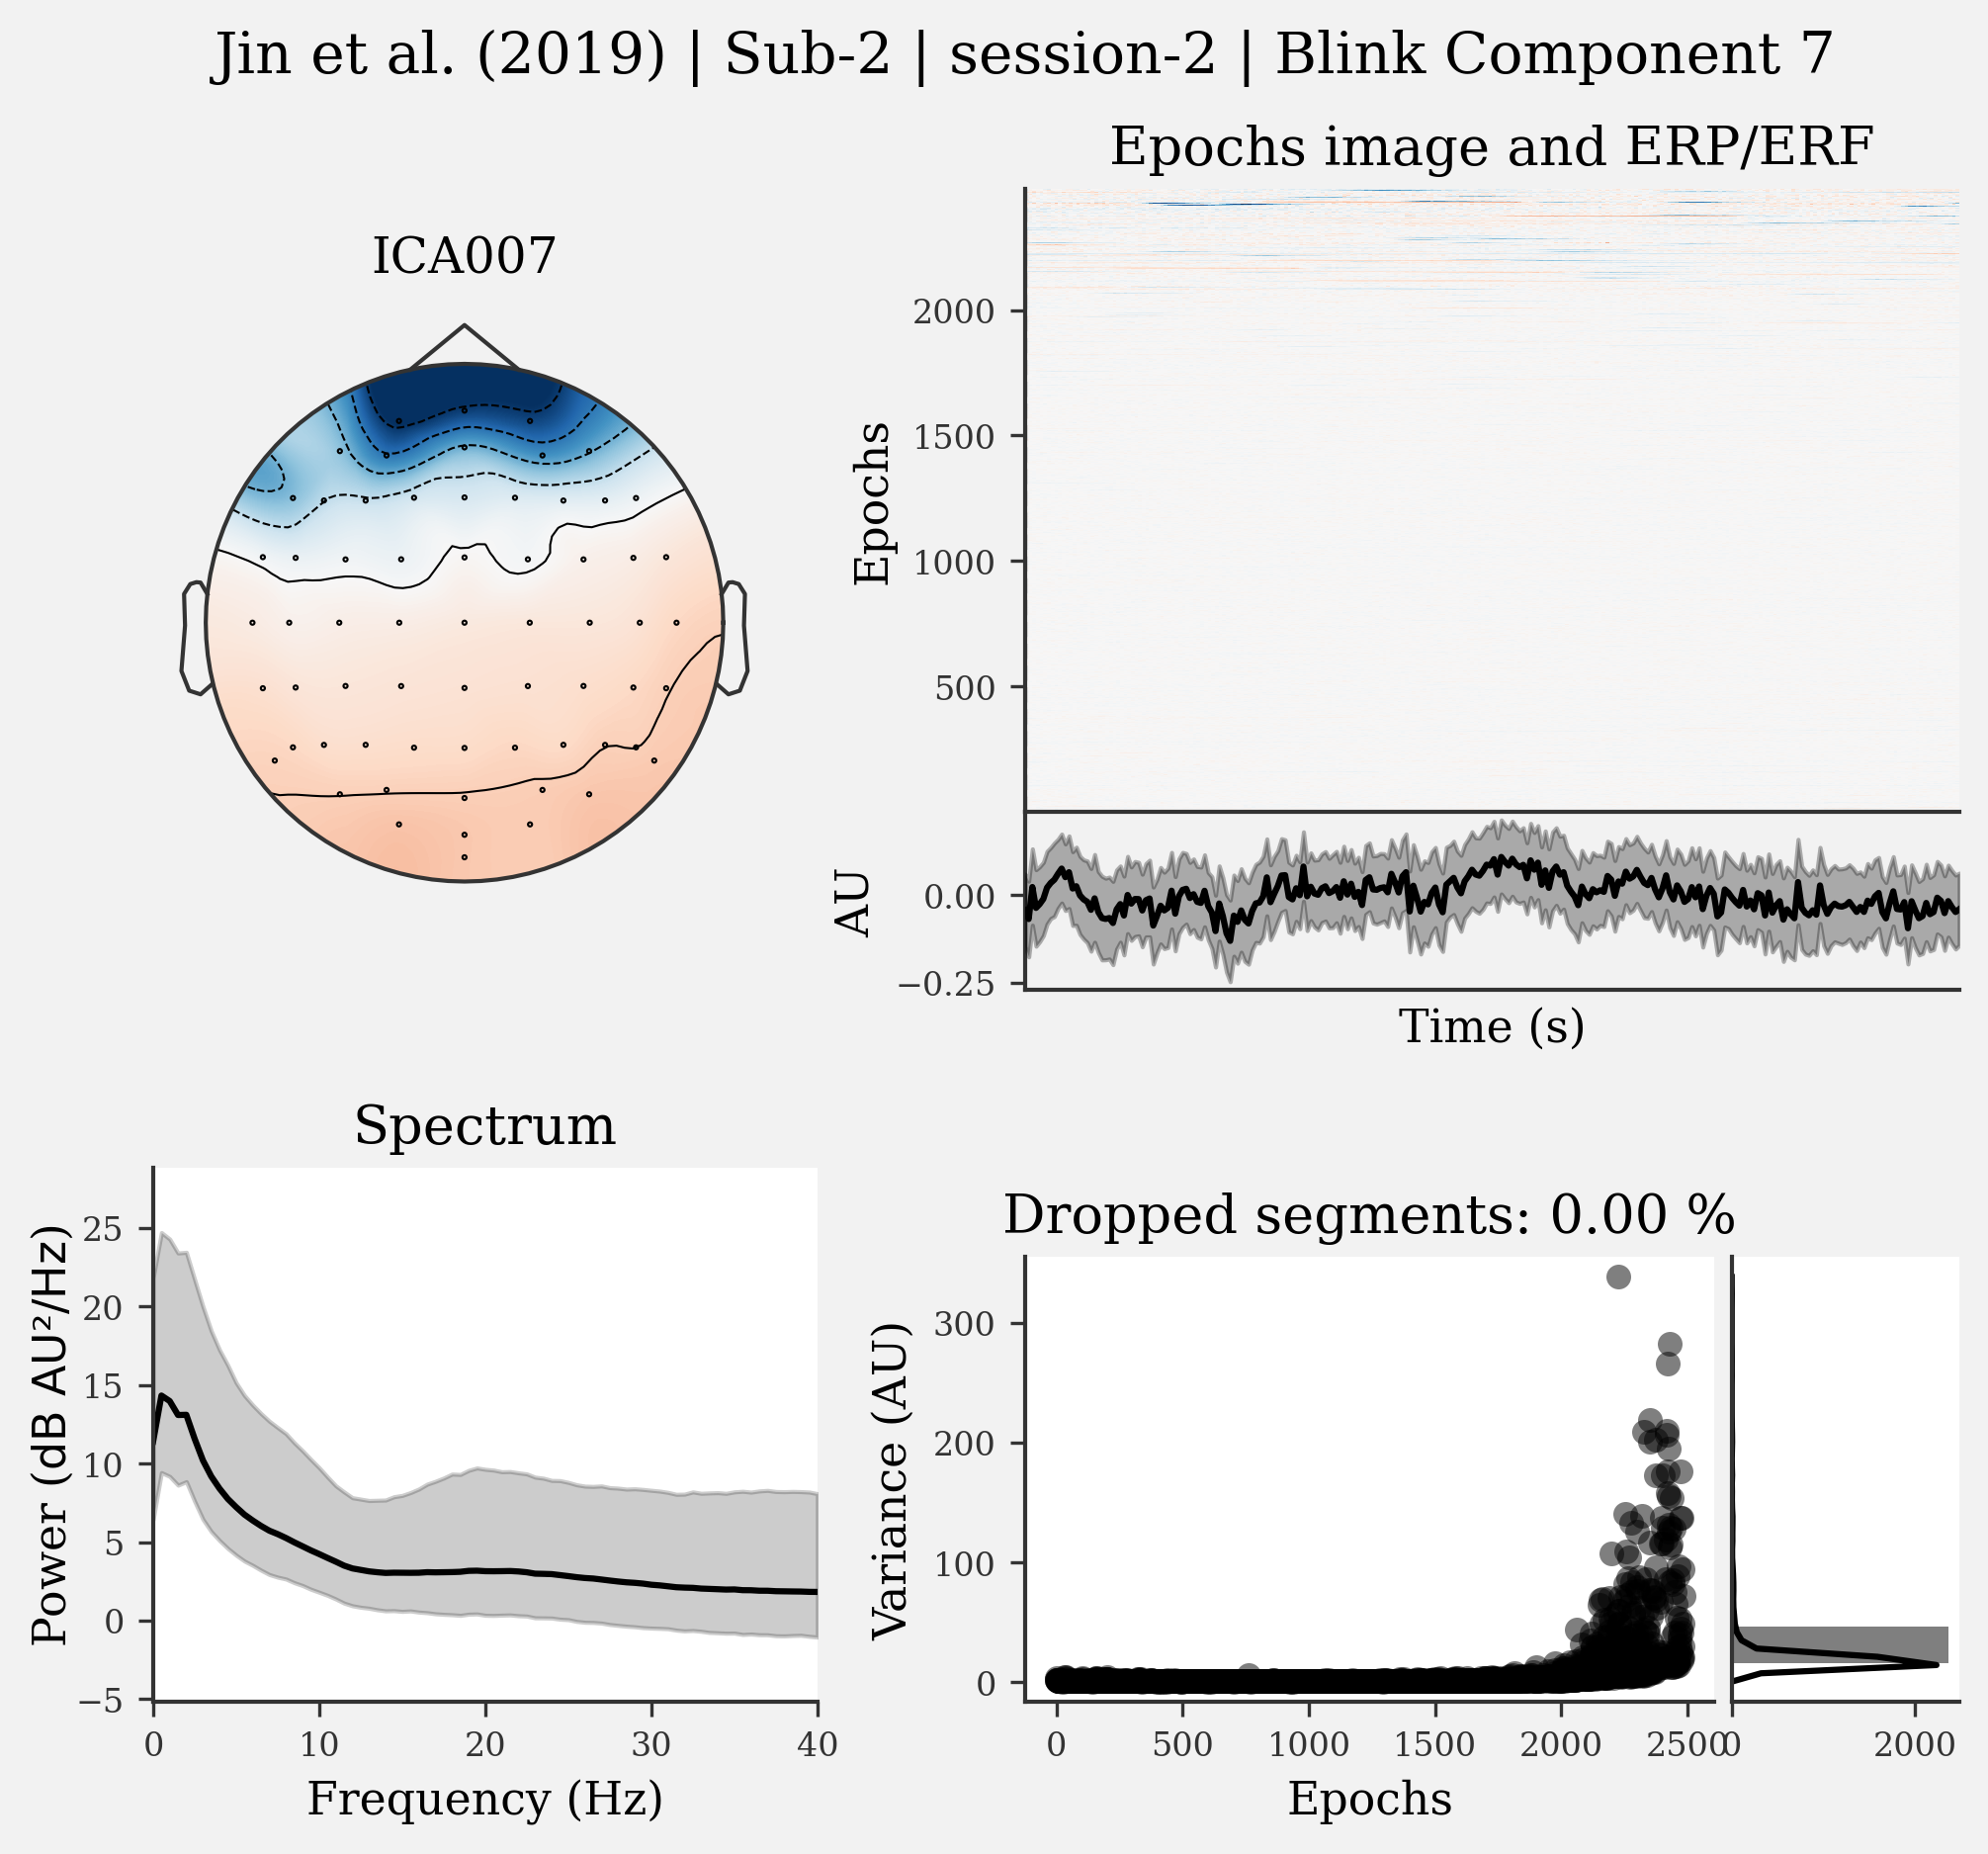 Jin et al. (2019) | Sub-2 | session-2 | Blink Component 7
ICA007
Epochs image and ERP/ERF
Epochs
2000
1500
1000
500
AU
0.00
−0.25
Time (s)
Spectrum
Power (dB AU²/Hz)
25
20
15
10
5
0
−5
0 10 20 30 40
Frequency (Hz)
Dropped segments: 0.00 %
Variance (AU)
300
200
100
0
0 500 1000 1500 2000 2500
0 2000
Epochs